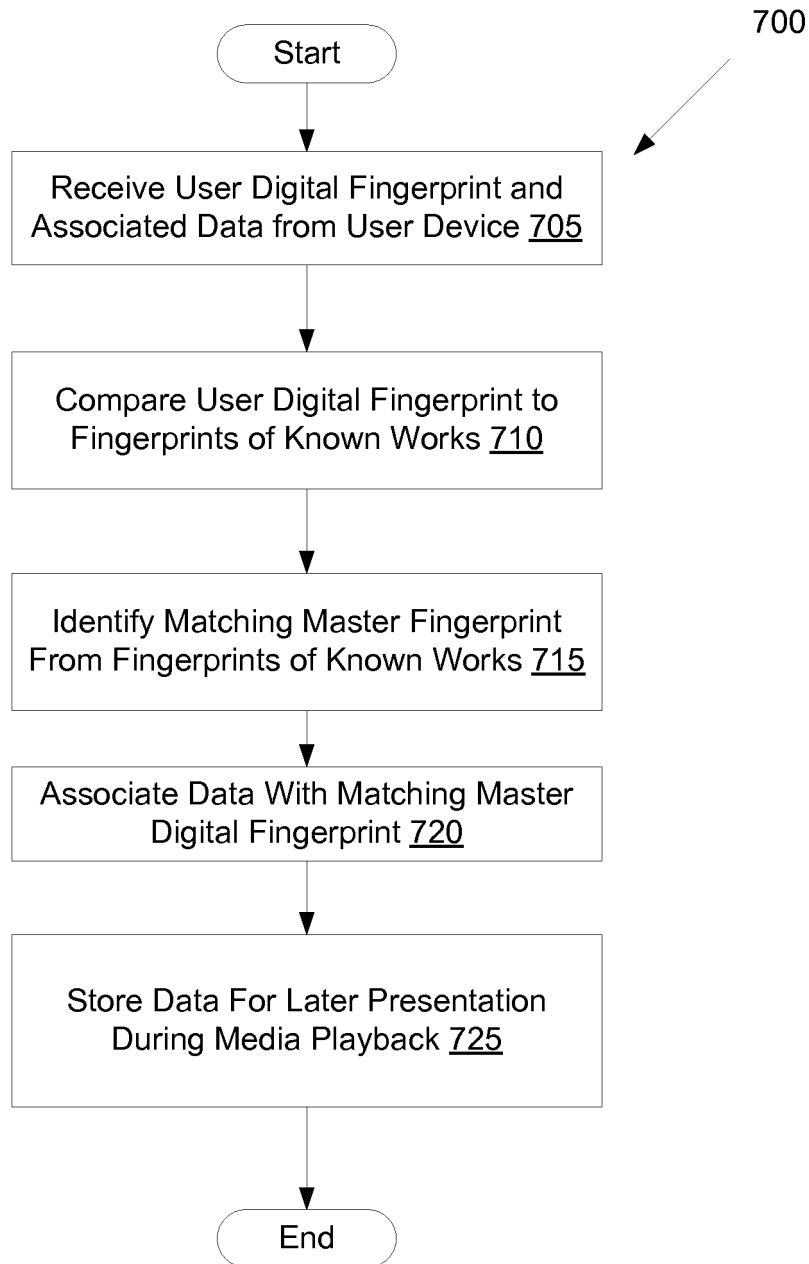 700
Start
Receive User Digital Fingerprint and
Associated Data from User Device 705
Compare User Digital Fingerprint to
Fingerprints of Known Works 710
Identify Matching Master Fingerprint
From Fingerprints of Known Works 715
Associate Data With Matching Master
Digital Fingerprint 720
Store Data For Later Presentation
During Media Playback 725
End